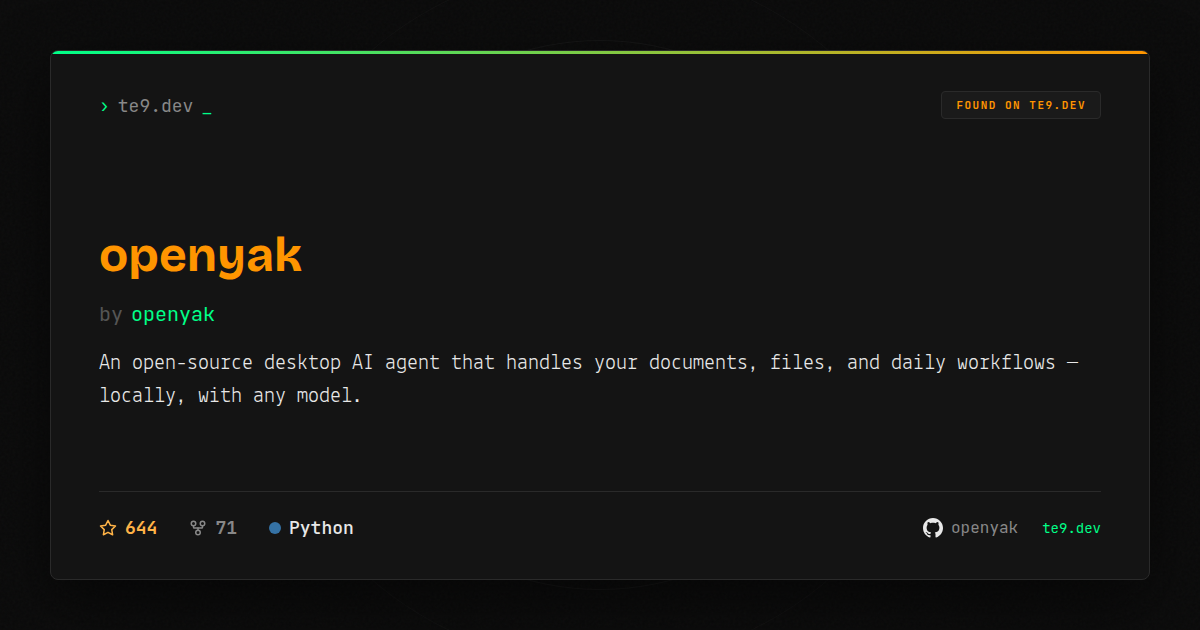 › te9.dev _
FOUND ON TE9.DEV
openyak
by openyak
An open-source desktop AI agent that handles your documents, files, and daily workflows —
locally, with any model.
644 71 Python
openyak te9.dev